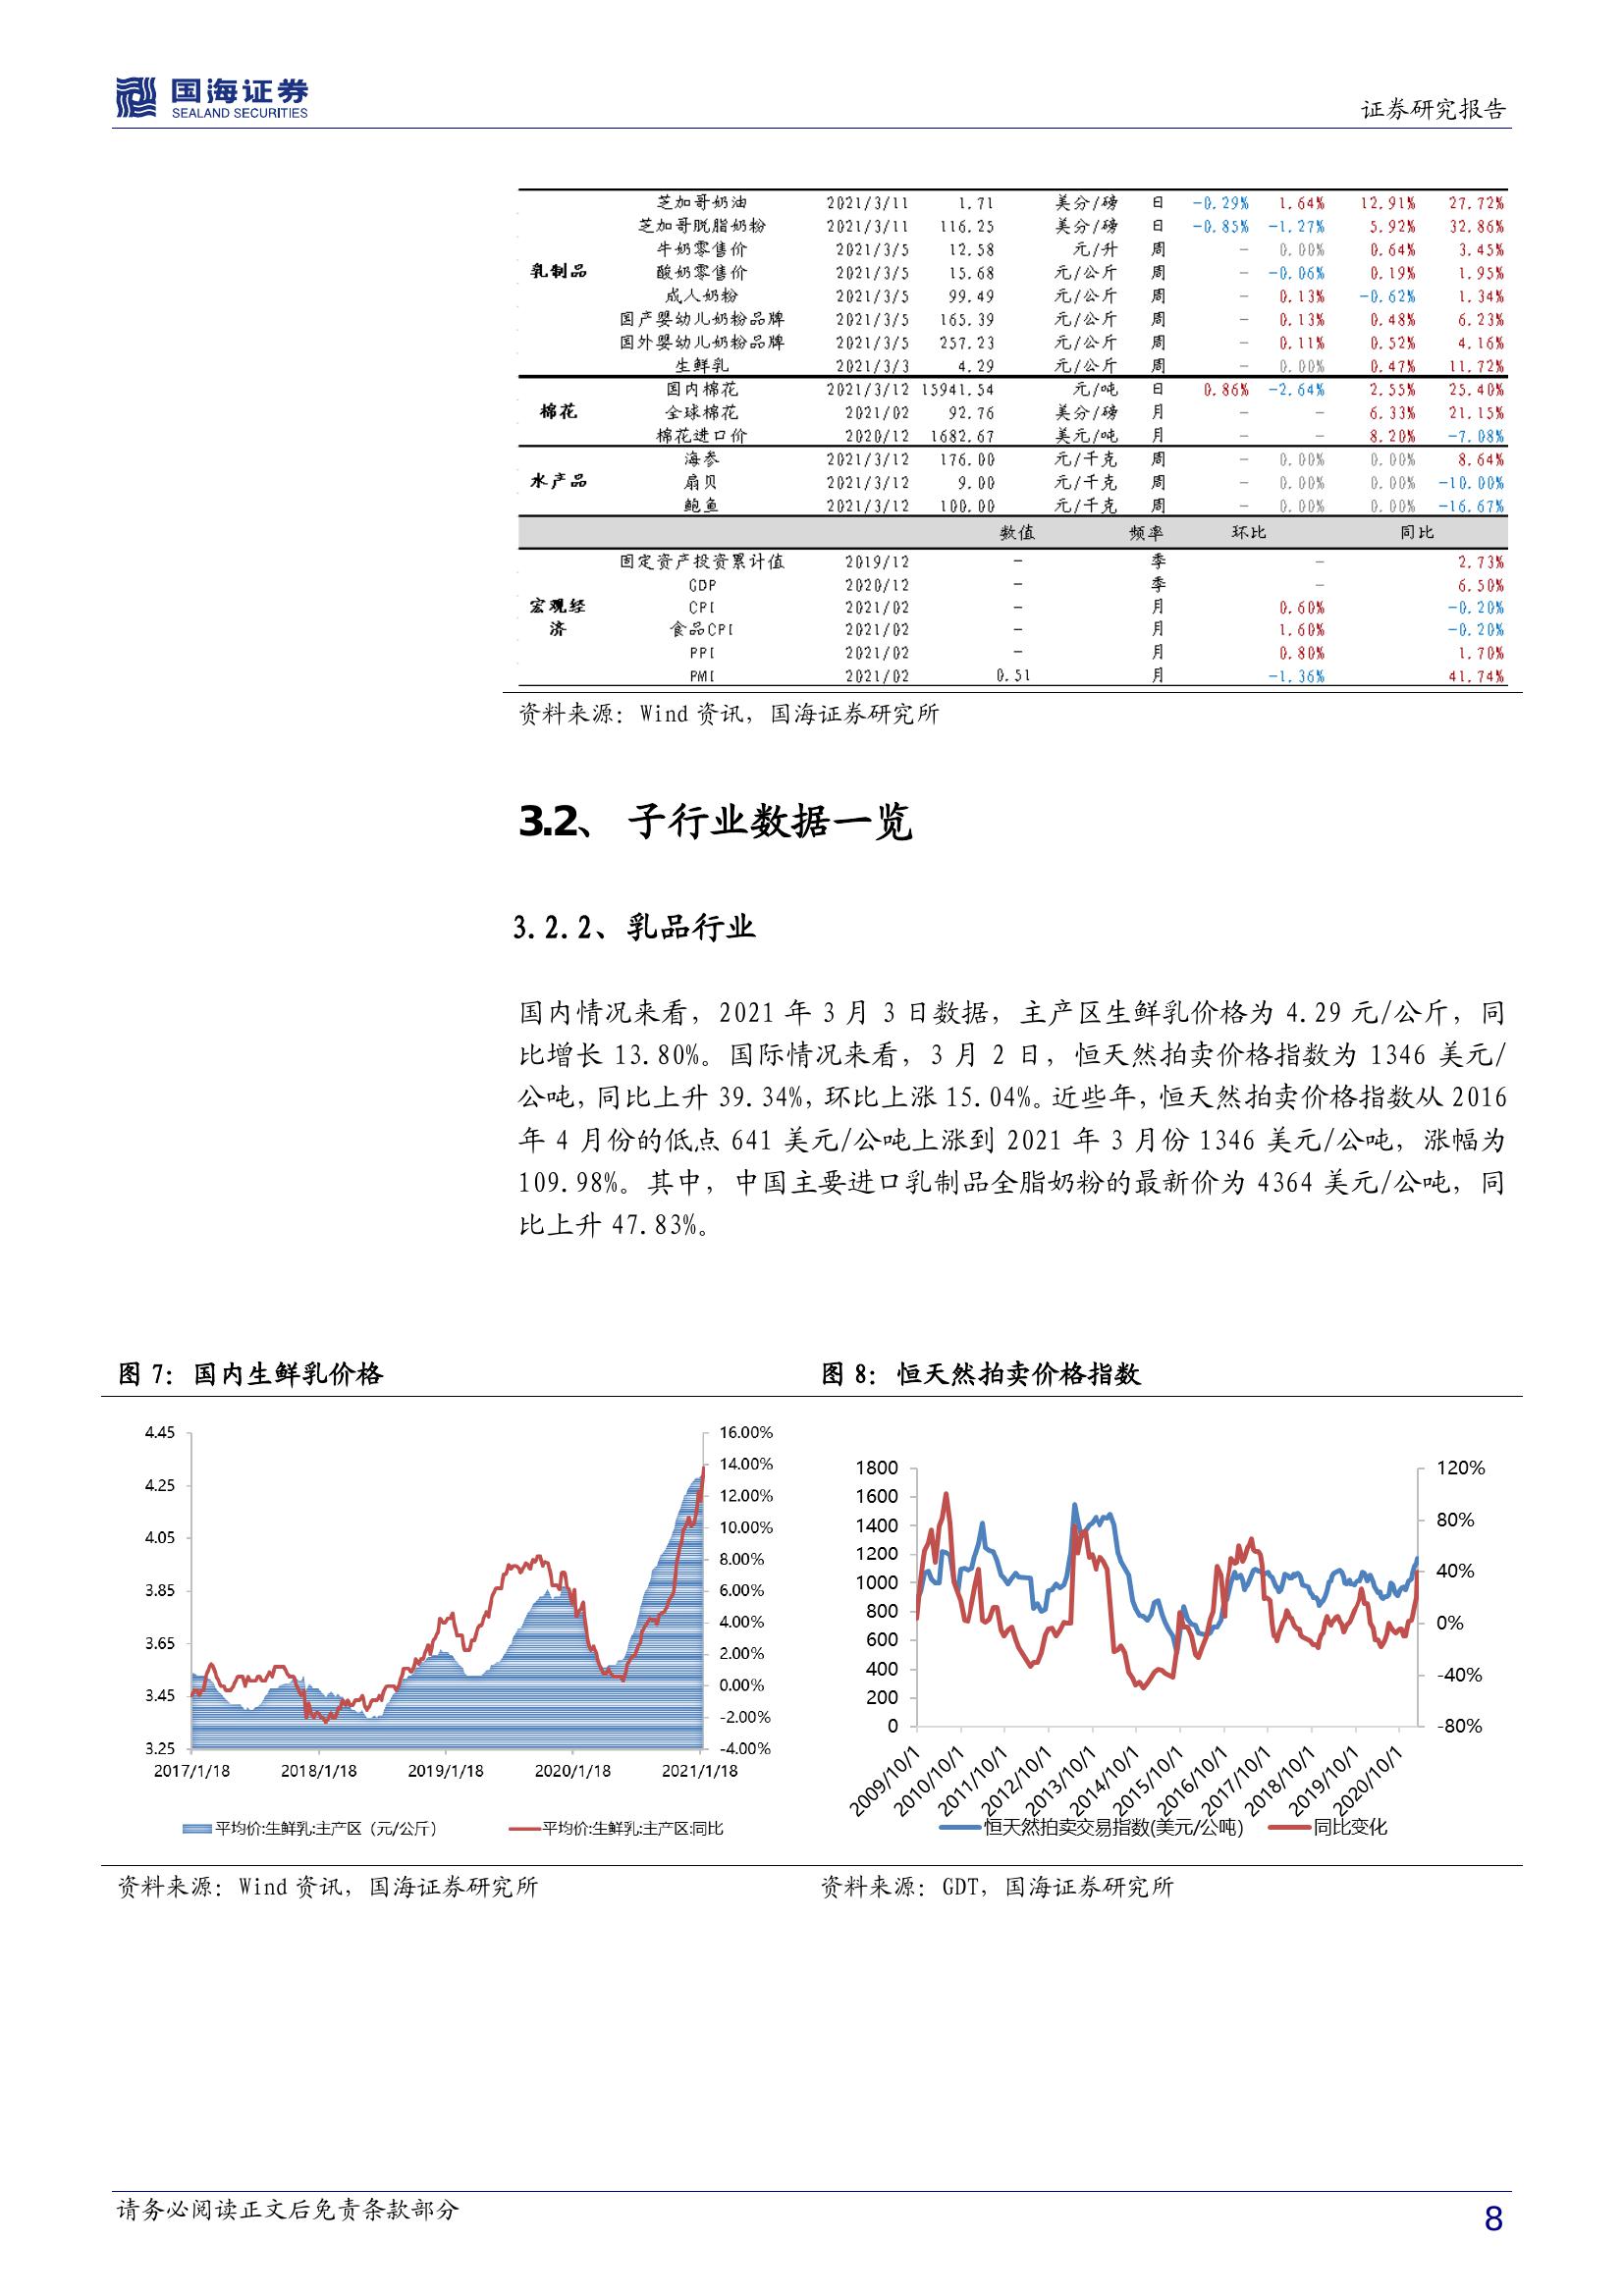 国海证券
SEALAND SECURITIES
证券研究报告
芝加哥奶油 2021/3/11 1.71 美分/磅 日 -0.29% 1.64% 12.91% 27.72%
芝加哥脱脂奶粉 2021/3/11 116.25 美分/磅 日 -0.85% -1.27% 5.92% 32.86%
牛奶零售价 2021/3/5 12.58 元/升 周 - 0.00% 0.64% 3.45%
乳制品 酸奶零售价 2021/3/5 15.68 元/公斤 周 - -0.06% 0.19% 1.95%
成人奶粉 2021/3/5 99.49 元/公斤 周 - 0.13% -0.62% 1.34%
国产婴幼儿奶粉品牌 2021/3/5 165.39 元/公斤 周 - 0.13% 0.48% 6.23%
国外婴幼儿奶粉品牌 2021/3/5 257.23 元/公斤 周 - 0.11% 0.52% 4.16%
生鲜乳 2021/3/3 4.29 元/公斤 周 - 0.00% 0.47% 11.72%
国内棉花 2021/3/12 15941.54 元/吨 日 0.86% -2.64% 2.55% 25.40%
棉花 全球棉花 2021/02 92.76 美分/磅 月 - - 6.33% 21.15%
棉花进口价 2020/12 1682.67 美元/吨 月 - - 8.20% -7.08%
海参 2021/3/12 176.00 元/千克 周 - 0.00% 0.00% 8.64%
水产品 扇贝 2021/3/12 9.00 元/千克 周 - 0.00% 0.00% -10.00%
鲍鱼 2021/3/12 100.00 元/千克 周 - 0.00% 0.00% -16.67%
数值 频率 环比 同比
固定资产投资累计值 2019/12 - 季 - 2.73%
GDP 2020/12 - 季 - 6.50%
宏观经 CPI 2021/02 - 月 0.60% -0.20%
济 食品CPI 2021/02 - 月 1.60% -0.20%
PPI 2021/02 - 月 0.80% 1.70%
PMI 2021/02 0.51 月 -1.36% 41.74%
资料来源：Wind 资讯，国海证券研究所
3.2、 子行业数据一览
3.2.2、乳品行业
国内情况来看，2021 年 3 月 3 日数据，主产区生鲜乳价格为 4.29 元/公斤，同
比增长 13.80%。国际情况来看，3 月 2 日，恒天然拍卖价格指数为 1346 美元/
公吨，同比上升 39.34%，环比上涨 15.04%。近些年，恒天然拍卖价格指数从 2016
年 4 月份的低点 641 美元/公吨上涨到 2021 年 3 月份 1346 美元/公吨，涨幅为
109.98%。其中，中国主要进口乳制品全脂奶粉的最新价为 4364 美元/公吨，同
比上升 47.83%。
图 7：国内生鲜乳价格
4.45
4.25
4.05
3.85
3.65
3.45
3.25
16.00%
14.00%
12.00%
10.00%
8.00%
6.00%
4.00%
2.00%
0.00%
-2.00%
-4.00%
2017/1/18 2018/1/18 2019/1/18 2020/1/18 2021/1/18
平均价:生鲜乳:主产区（元/公斤） 平均价:生鲜乳:主产区:同比
资料来源：Wind 资讯，国海证券研究所
图 8：恒天然拍卖价格指数
1800
1600
1400
1200
1000
800
600
400
200
0
120%
80%
40%
0%
-40%
-80%
2009/10/1 2010/10/1 2011/10/1 2012/10/1 2013/10/1 2014/10/1 2015/10/1 2016/10/1 2017/10/1 2018/10/1 2019/10/1 2020/10/1
恒天然拍卖交易指数(美元/公吨) 同比变化
资料来源：GDT，国海证券研究所
请务必阅读正文后免责条款部分
8